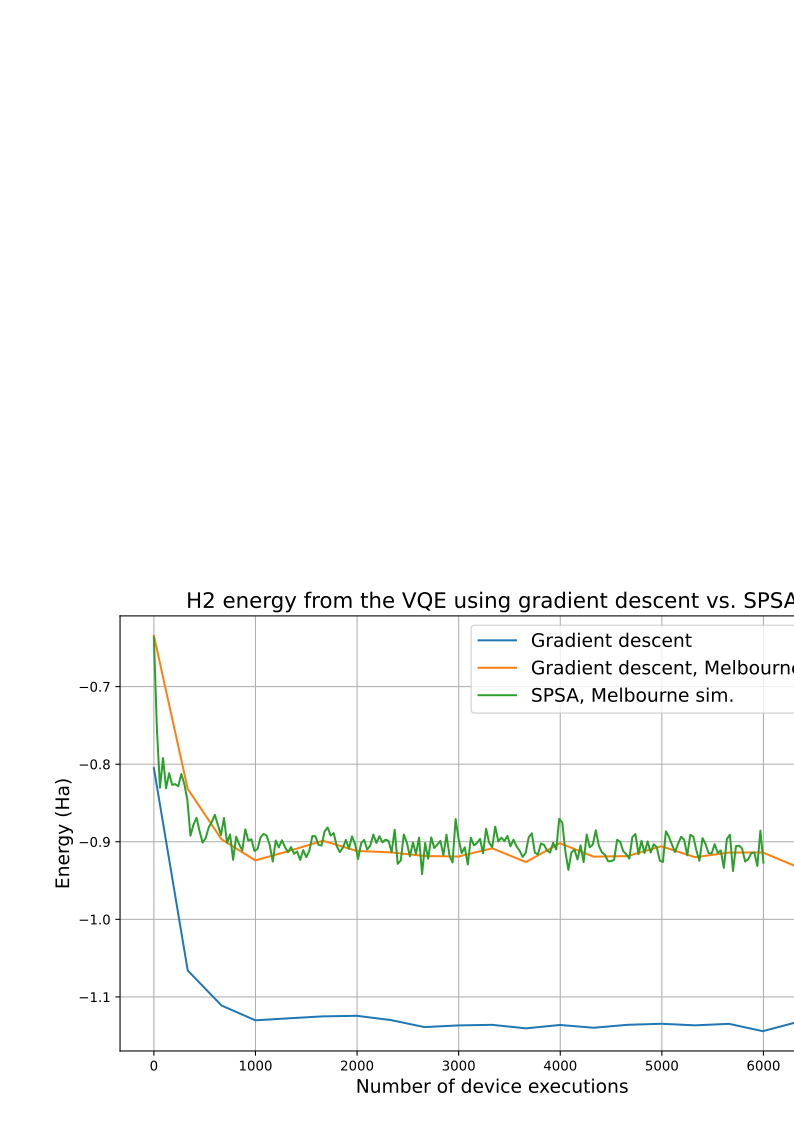 H2 energy from the VQE using gradient descent vs. SPSA
Gradient descent
Gradient descent, Melbourne
SPSA, Melbourne sim.
Energy (Ha)
−0.7
−0.8
−0.9
−1.0
−1.1
0 1000 2000 3000 4000 5000 6000
Number of device executions